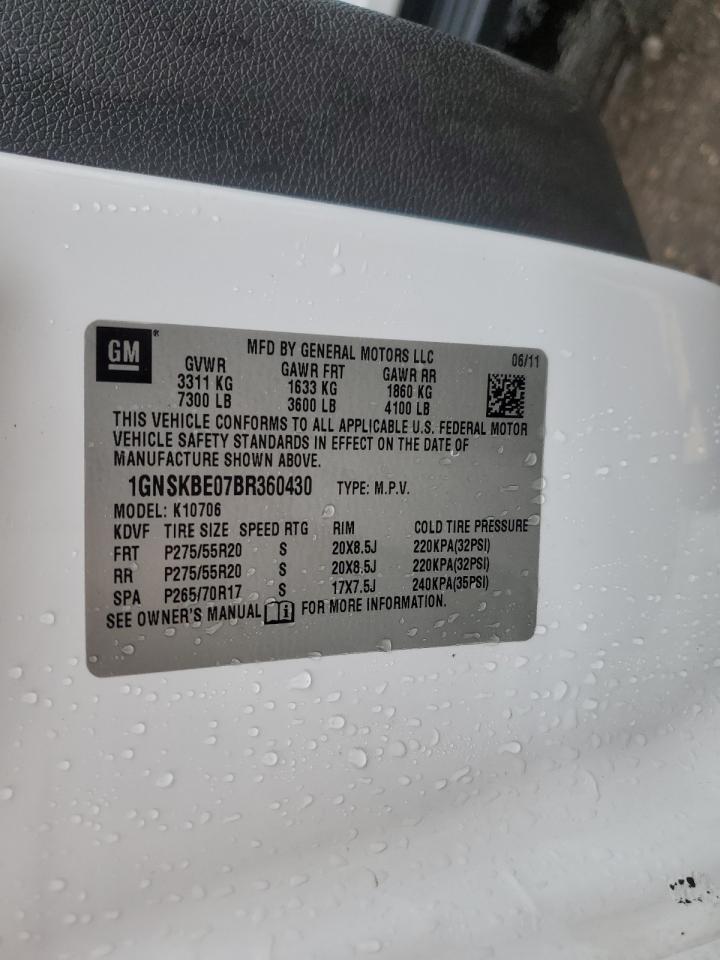 GM
MFD BY GENERAL MOTORS LLC 06/11
GVWR GAWR FRT GAWR RR
3311 KG 1633 KG 1860 KG
7300 LB 3600 LB 4100 LB
THIS VEHICLE CONFORMS TO ALL APPLICABLE U.S. FEDERAL MOTOR
VEHICLE SAFETY STANDARDS IN EFFECT ON THE DATE OF
MANUFACTURE SHOWN ABOVE.
1GNSKBE07BR360430 TYPE: M.P.V.
MODEL: K10706
KDVF TIRE SIZE SPEED RTG RIM COLD TIRE PRESSURE
FRT P275/55R20 S 20X8.5J 220KPA(32PSI)
RR P275/55R20 S 20X8.5J 220KPA(32PSI)
SPA P265/70R17 S 17X7.5J 240KPA(35PSI)
SEE OWNER'S MANUAL FOR MORE INFORMATION.